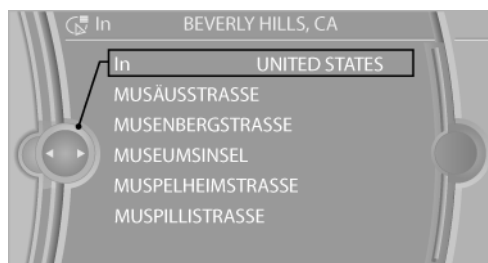 In BEVERLY HILLS, CA
In UNITED STATES
MUSÄUSSTRASSE
MUSENBERGSTRASSE
MUSEUMSINSEL
MUSPELHEIMSTRASSE
MUSPILLISTRASSE